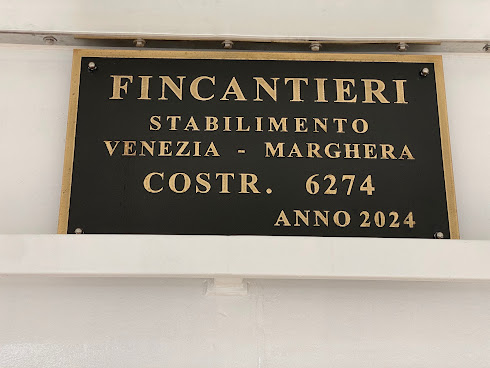 FINCANTIERI
STABILIMENTO
VENEZIA - MARGHERA
COSTR. 6274
ANNO 2024